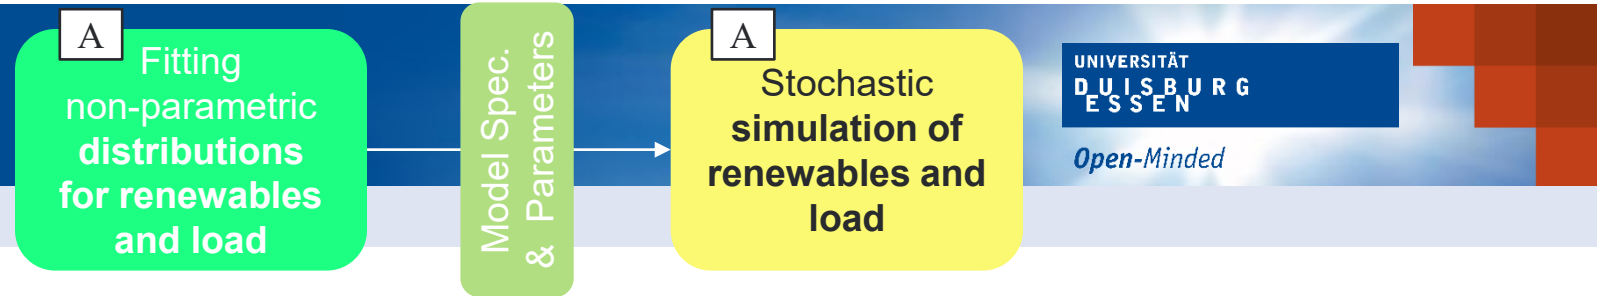 A
Fitting
non-parametric
distributions
for renewables
and load
Model Spec.
& Parameters
A
Stochastic
simulation of
renewables and
load
UNIVERSITÄT
DUISBURG
ESSEN
Open-Minded